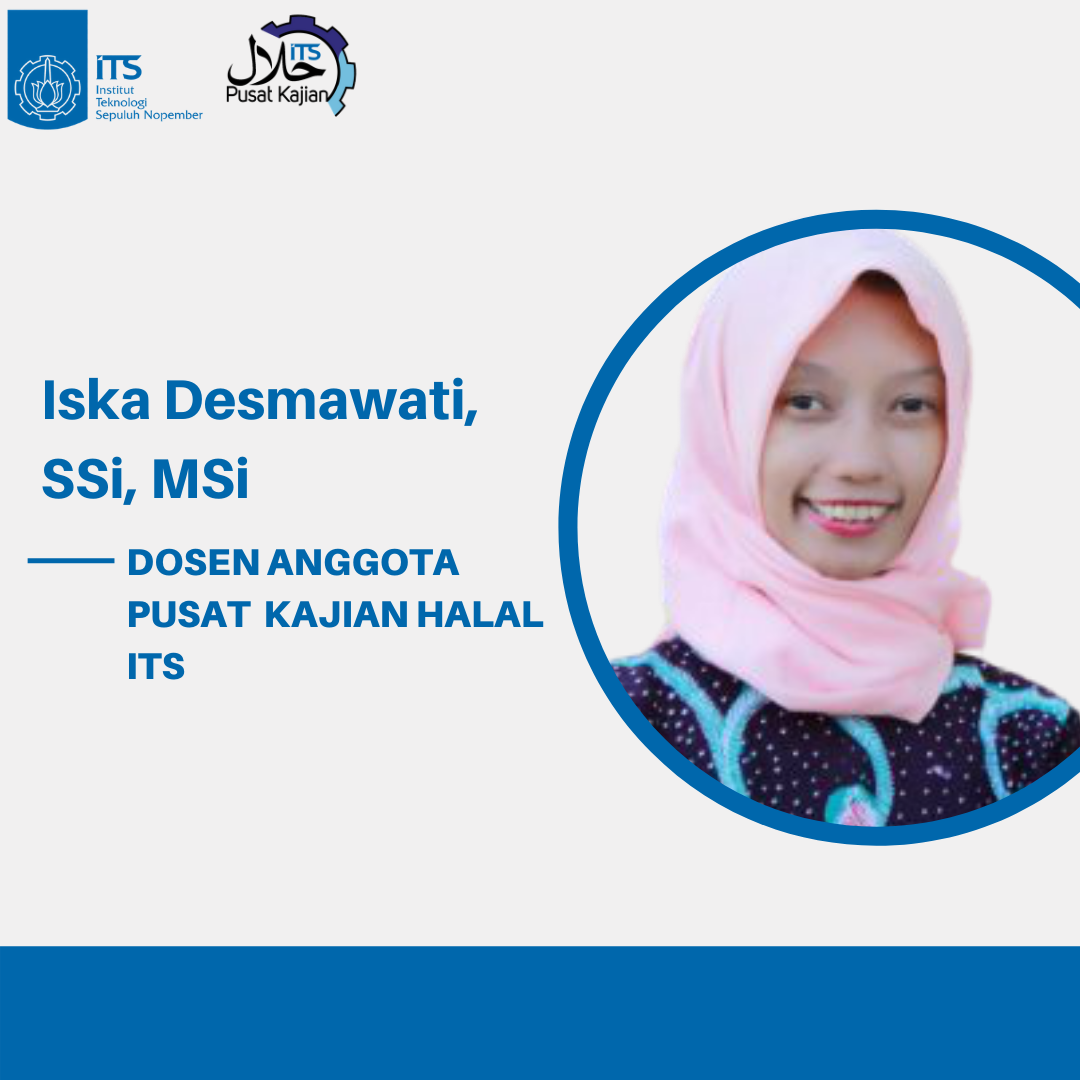 iTS
Institut
Teknologi
Sepuluh Nopember
iTS
حلال
Pusat Kajian
Iska Desmawati,
SSi, MSi
DOSEN ANGGOTA
PUSAT KAJIAN HALAL
ITS